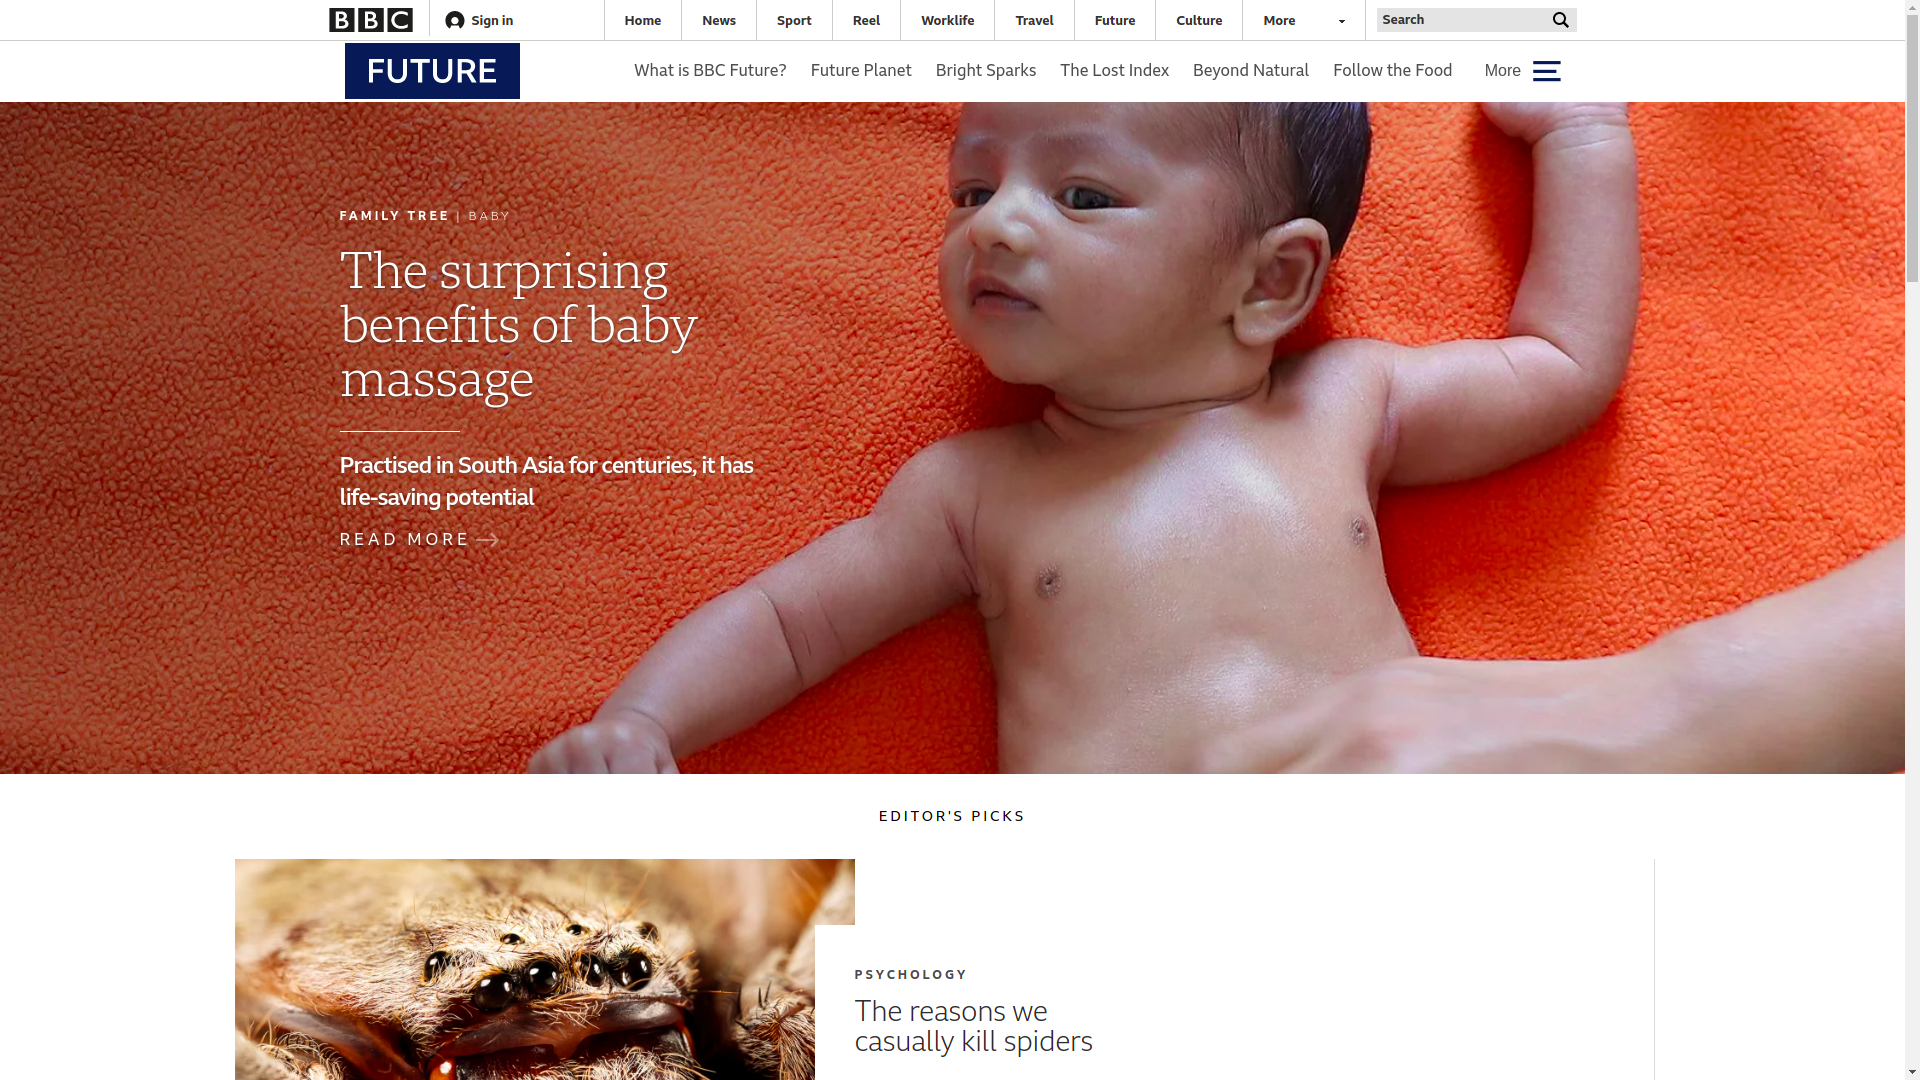 BBC
Sign in
Home
News
Sport
Reel
Worklife
Travel
Future
Culture
More
Search
FUTURE
What is BBC Future?
Future Planet
Bright Sparks
The Lost Index
Beyond Natural
Follow the Food
More
FAMILY TREE | BABY
The surprising
benefits of baby
massage
Practised in South Asia for centuries, it has
life-saving potential
READ MORE
EDITOR'S PICKS
PSYCHOLOGY
The reasons we
casually kill spiders